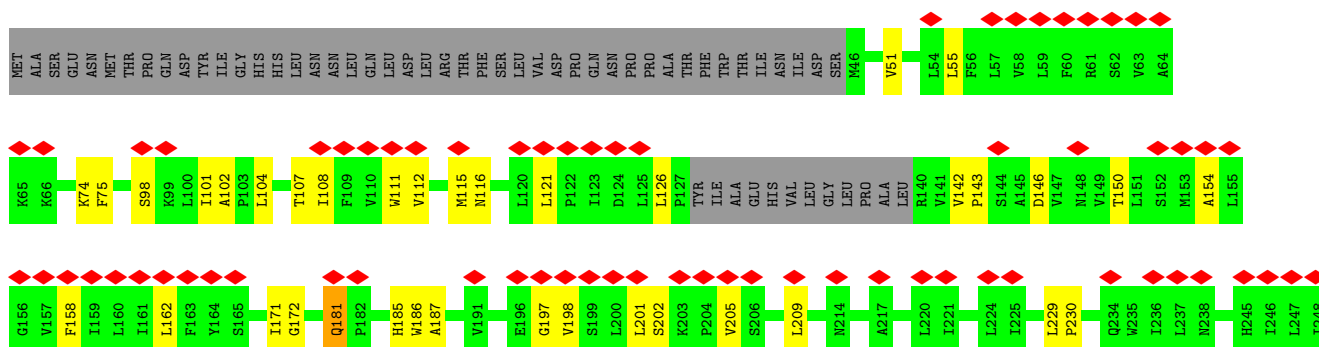 MET ALA SER GLU ASN MET THR PRO GLN ASP TYR ILE GLY HIS HIS LEU ASN ASN LEU GLN LEU ASP LEU ARG THR PHE SER LEU VAL ASP PRO GLN ASN PRO PRO ALA THR PHE TRP THR ILE ASN ILE ASP SER M46 V51 L54 L55 F56 L57 V58 L59 F60 R61 S62 V63 A64
K65 K66 K74 F75 S98 K99 L100 I101 A102 P103 L104 T107 I108 F109 V110 W111 V112 M115 N116 L120 L121 P122 I123 D124 L125 L126 P127 TYR ILE ALA GLU HIS VAL LEU GLY LEU PRO ALA LEU R140 V141 V142 P143 S144 A145 D146 V147 N148 V149 T150 L151 S152 M153 A154 L155
G156 V157 F158 I159 L160 I161 L162 F163 Y164 S165 I171 G172 Q181 P182 H185 W186 A187 V191 E196 G197 V198 S199 L200 L201 S202 K203 P204 V205 S206 L209 N214 A217 L220 I221 L224 I225 L229 P230 Q234 W235 I236 L237 N238 H245 I246 L247